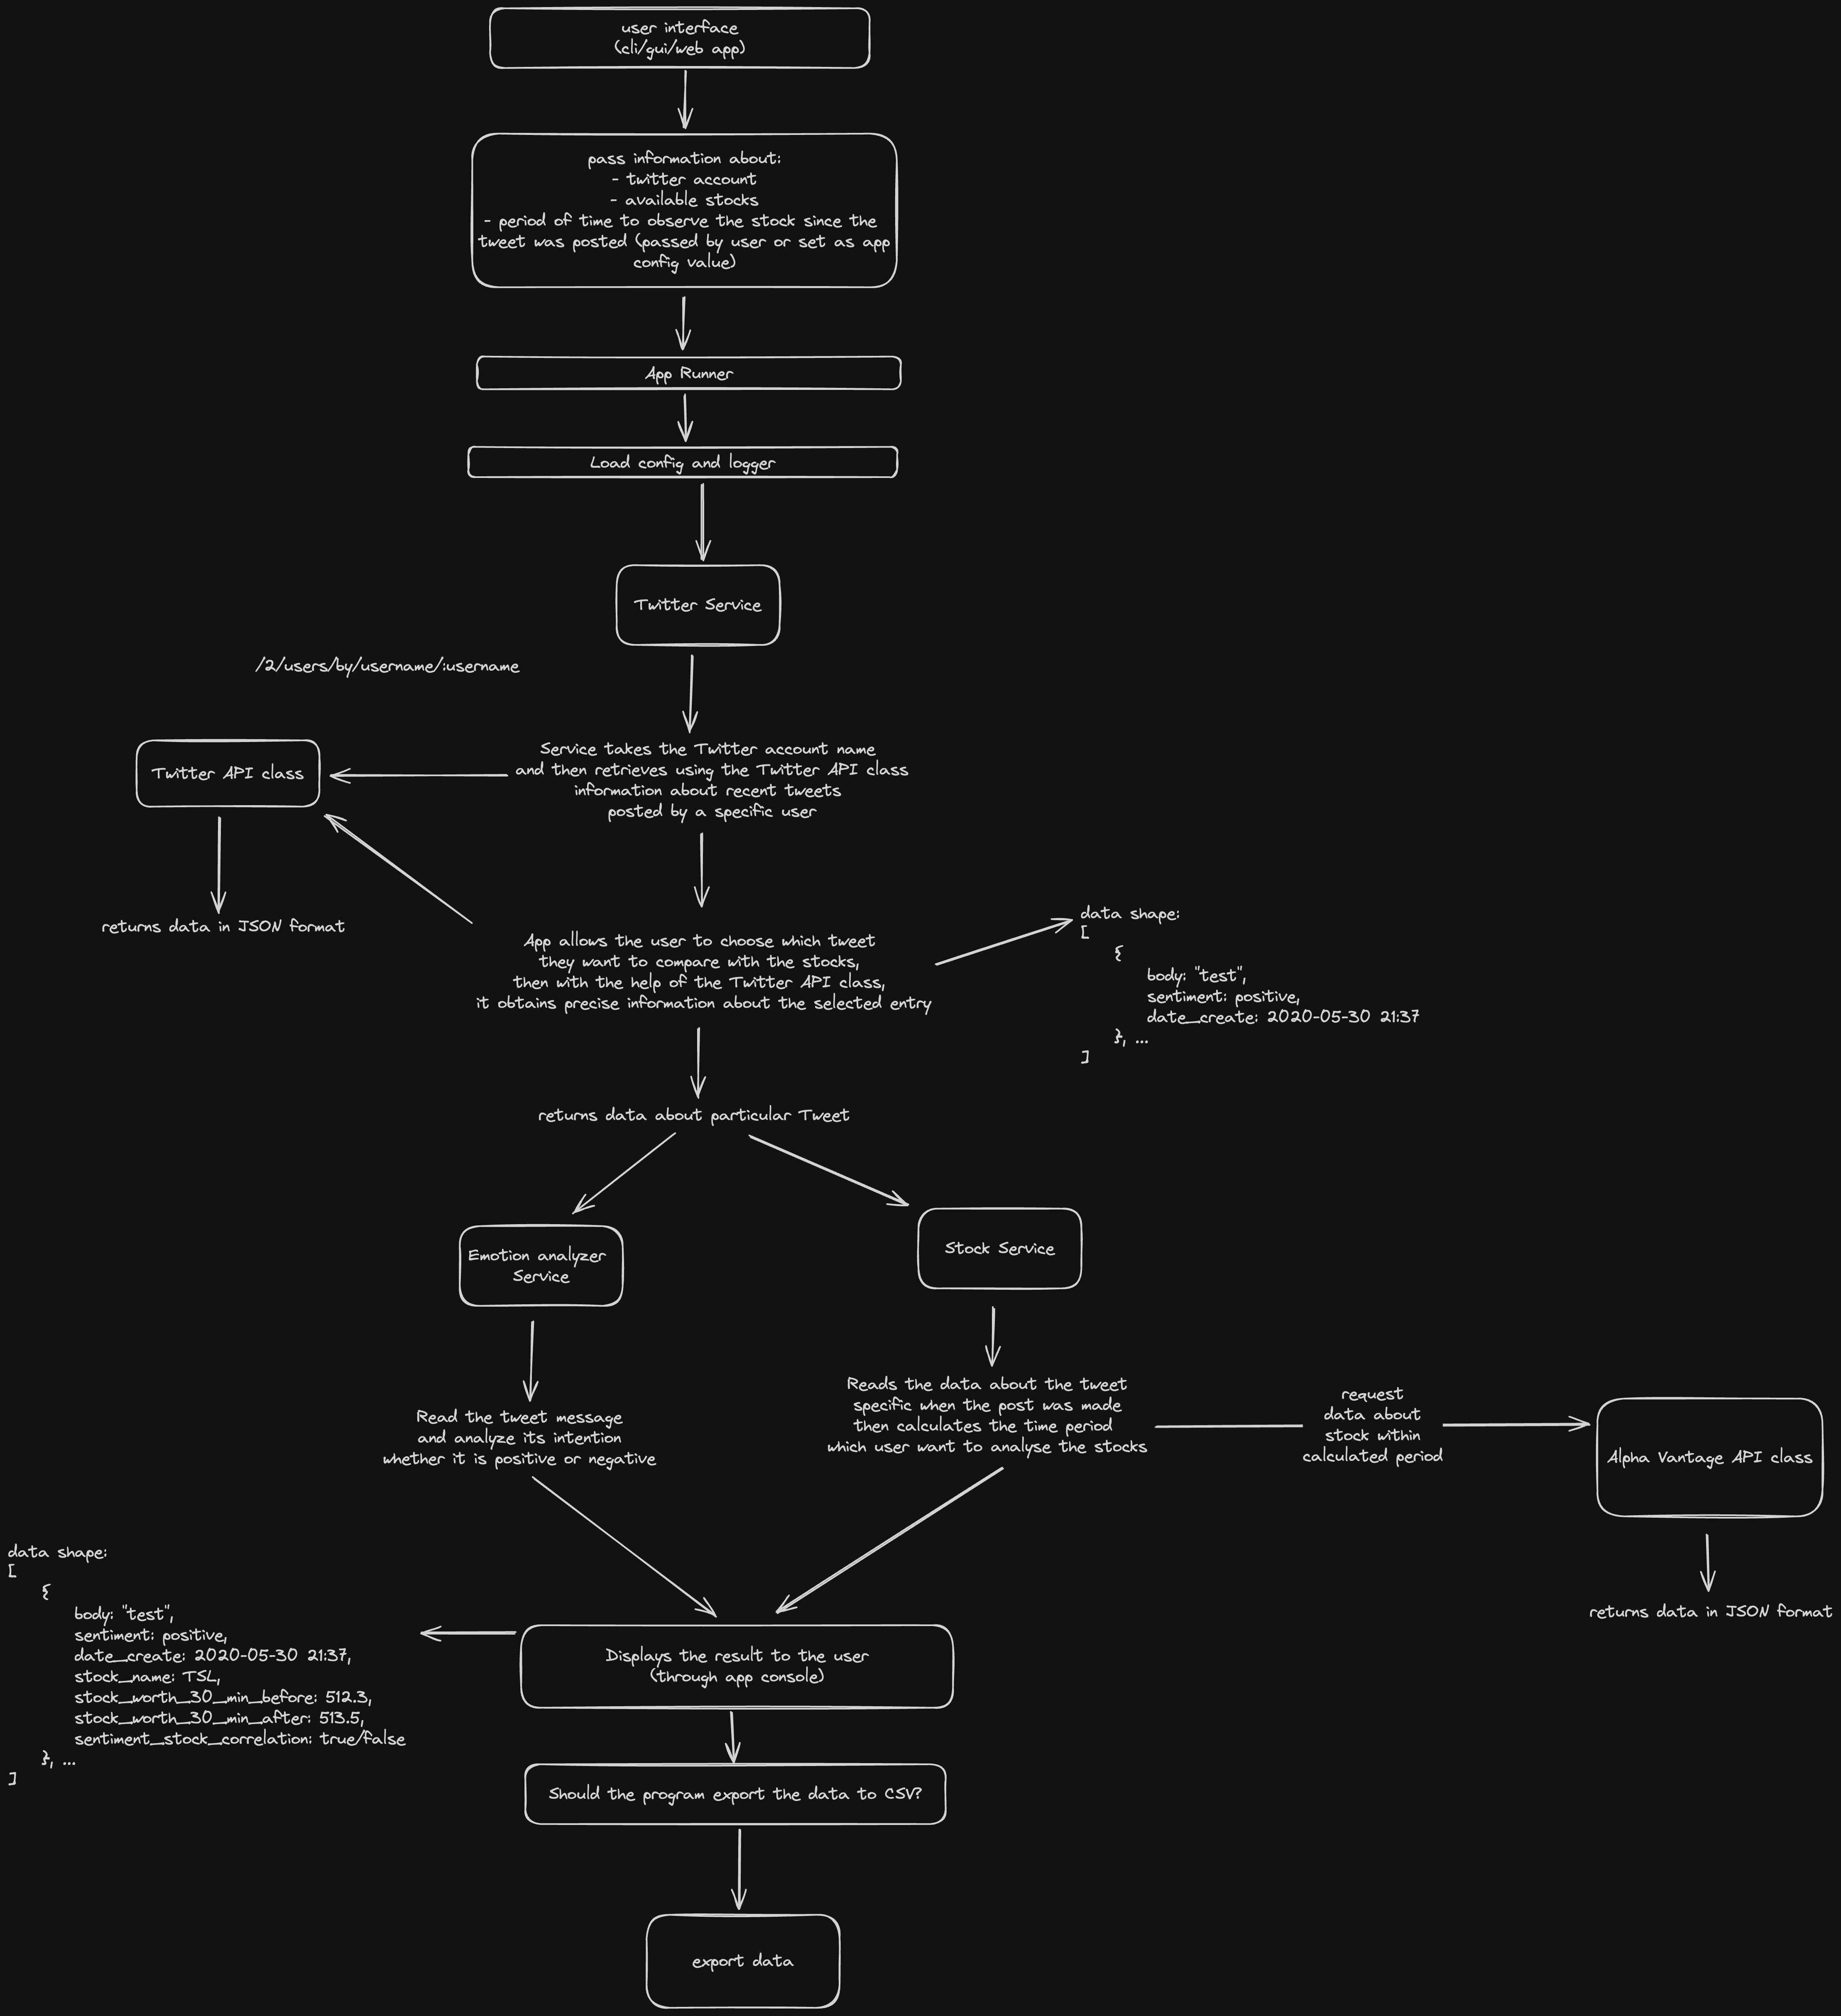 user interface
(cli/gui/web app)
pass information about:
- twitter account
- available stocks
- period of time to observe the stock since the
tweet was posted (passed by user or set as app
config value)
App Runner
Load config and logger
Twitter Service
/2/users/by/username/:username
Twitter API class
Service takes the Twitter account name
and then retrieves using the Twitter API class
information about recent tweets
posted by a specific user
returns data in JSON format
App allows the user to choose which tweet
they want to compare with the stocks,
then with the help of the Twitter API class,
it obtains precise information about the selected entry
data shape:
[
{
body: "test",
sentiment: positive,
date_create: 2020-05-30 21:37
}, ...
]
returns data about particular Tweet
Emotion analyzer
Service
Stock Service
Read the tweet message
and analyze its intention
whether it is positive or negative
Reads the data about the tweet
specific when the post was made
then calculates the time period
which user want to analyse the stocks
request
data about
stock within
calculated period
Alpha Vantage API class
returns data in JSON format
data shape:
[
{
body: "test",
sentiment: positive,
date_create: 2020-05-30 21:37,
stock_name: TSL,
stock_worth_30_min_before: 512.3,
stock_worth_30_min_after: 513.5,
sentiment_stock_correlation: true/false
}, ...
]
Displays the result to the user
(through app console)
Should the program export the data to CSV?
export data